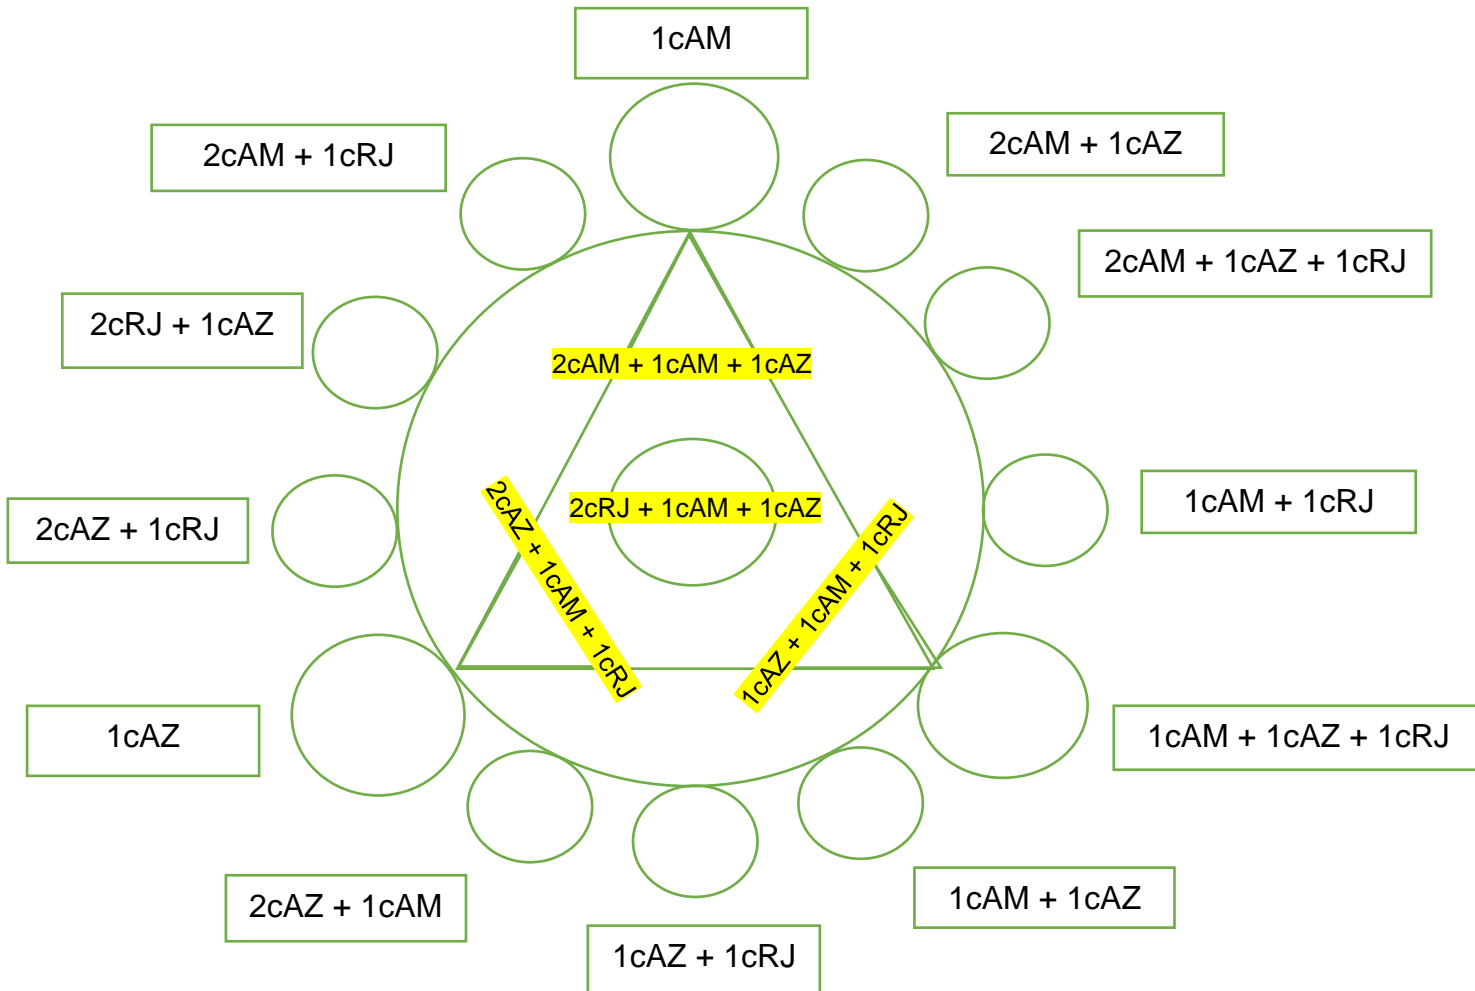 1cAM
2cAM + 1cRJ
2cAM + 1cAZ
2cAM + 1cAZ + 1cRJ
2cRJ + 1cAZ
2cAM + 1cAM + 1cAZ
2cAZ + 1cRJ
2cAZ + 1cAM + 1cRJ
2cRJ + 1cAM + 1cAZ
1cAZ + 1cAM + 1cRJ
1cAM + 1cRJ
1cAZ
1cAM + 1cAZ + 1cRJ
2cAZ + 1cAM
1cAZ + 1cRJ
1cAM + 1cAZ